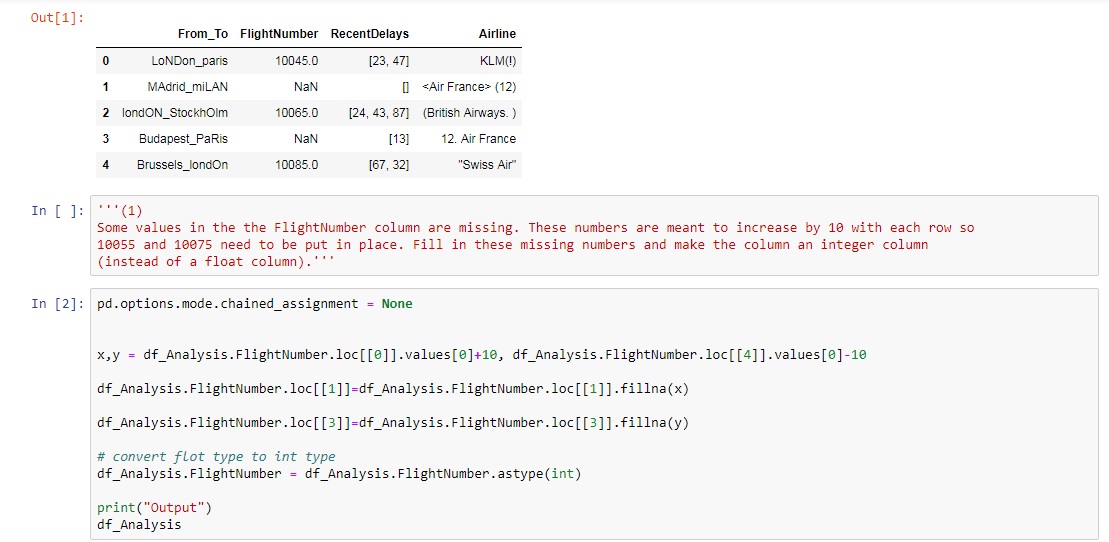 Out[1]:
From_To FlightNumber RecentDelays Airline
0 LoNDon_paris 10045.0 [23, 47] KLM(!)
1 MAdrid_miLAN NaN [] <Air France> (12)
2 londON_StockhOlm 10065.0 [24, 43, 87] (British Airways. )
3 Budapest_PaRis NaN [13] 12. Air France
4 Brussels_londOn 10085.0 [67, 32] "Swiss Air"
In [ ]: '''(1)
Some values in the the FlightNumber column are missing. These numbers are meant to increase by 10 with each row so
10055 and 10075 need to be put in place. Fill in these missing numbers and make the column an integer column
(instead of a float column).'''
In [2]: pd.options.mode.chained_assignment = None
x,y = df_Analysis.FlightNumber.loc[[0]].values[0]+10, df_Analysis.FlightNumber.loc[[4]].values[0]-10
df_Analysis.FlightNumber.loc[[1]]=df_Analysis.FlightNumber.loc[[1]].fillna(x)
df_Analysis.FlightNumber.loc[[3]]=df_Analysis.FlightNumber.loc[[3]].fillna(y)
# convert flot type to int type
df_Analysis.FlightNumber = df_Analysis.FlightNumber.astype(int)
print("Output")
df_Analysis